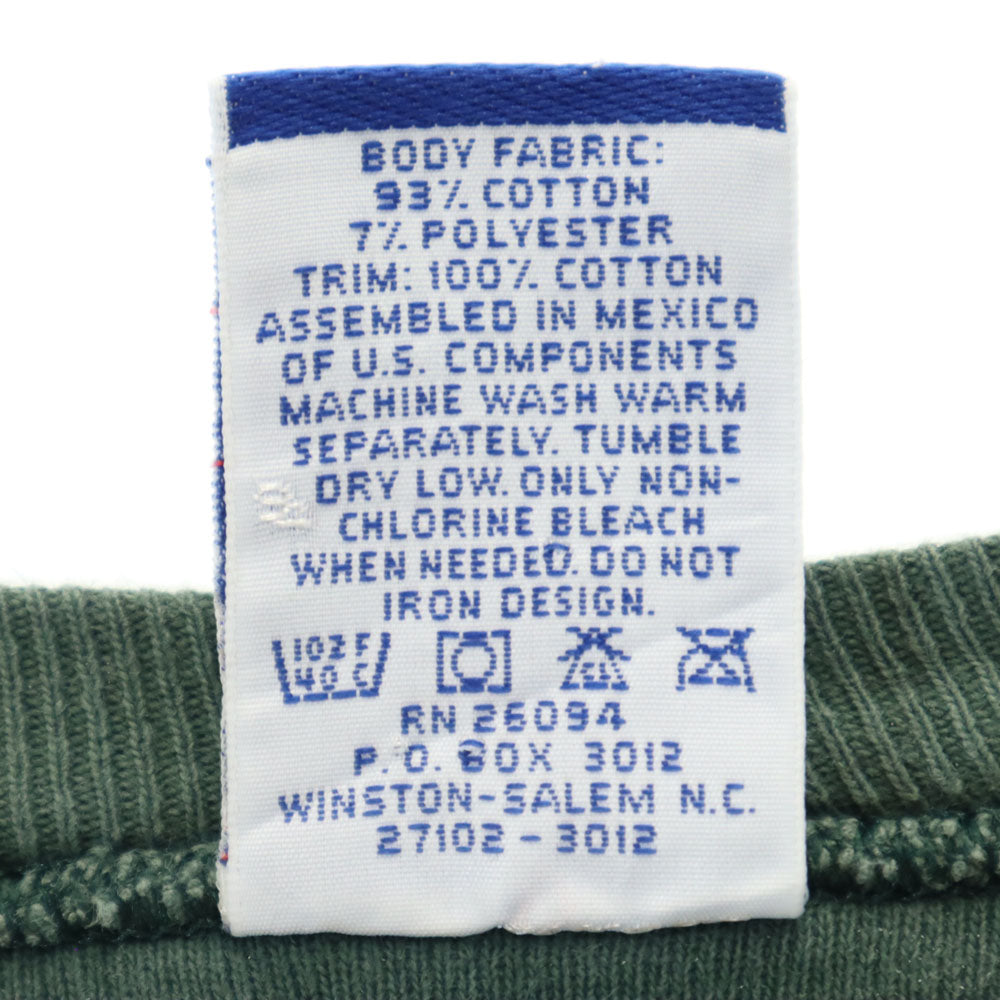 BODY FABRIC:
93% COTTON
7% POLYESTER
TRIM: 100% COTTON
ASSEMBLED IN MEXICO
OF U.S. COMPONENTS
MACHINE WASH WARM
SEPARATELY. TUMBLE
DRY LOW. ONLY NON-
CHLORINE BLEACH
WHEN NEEDED. DO NOT
IRON DESIGN.
102 F
40 C
CL
RN 26094
P.O. BOX 3012
WINSTON-SALEM N.C.
27102-3012